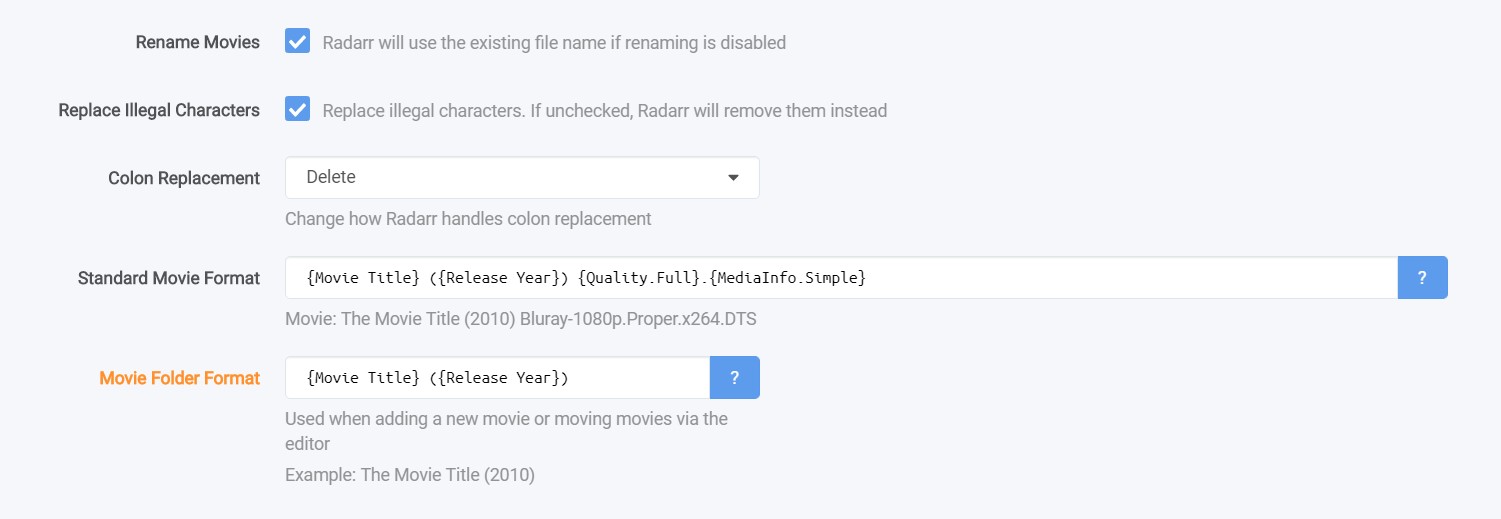 Rename Movies
Radarr will use the existing file name if renaming is disabled
Replace Illegal Characters
Replace illegal characters. If unchecked, Radarr will remove them instead
Colon Replacement
Delete
Change how Radarr handles colon replacement
Standard Movie Format
{Movie Title} ({Release Year}) {Quality.Full}.{MediaInfo.Simple}
?
Movie: The Movie Title (2010) Bluray-1080p.Proper.x264.DTS
Movie Folder Format
{Movie Title} ({Release Year})
?
Used when adding a new movie or moving movies via the
editor
Example: The Movie Title (2010)